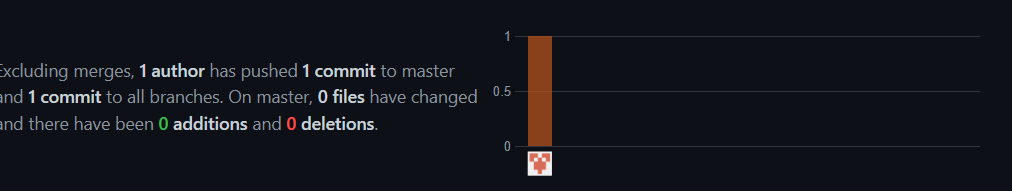 Excluding merges, 1 author has pushed 1 commit to master
and 1 commit to all branches. On master, 0 files have changed
and there have been 0 additions and 0 deletions.
1
0.5
0